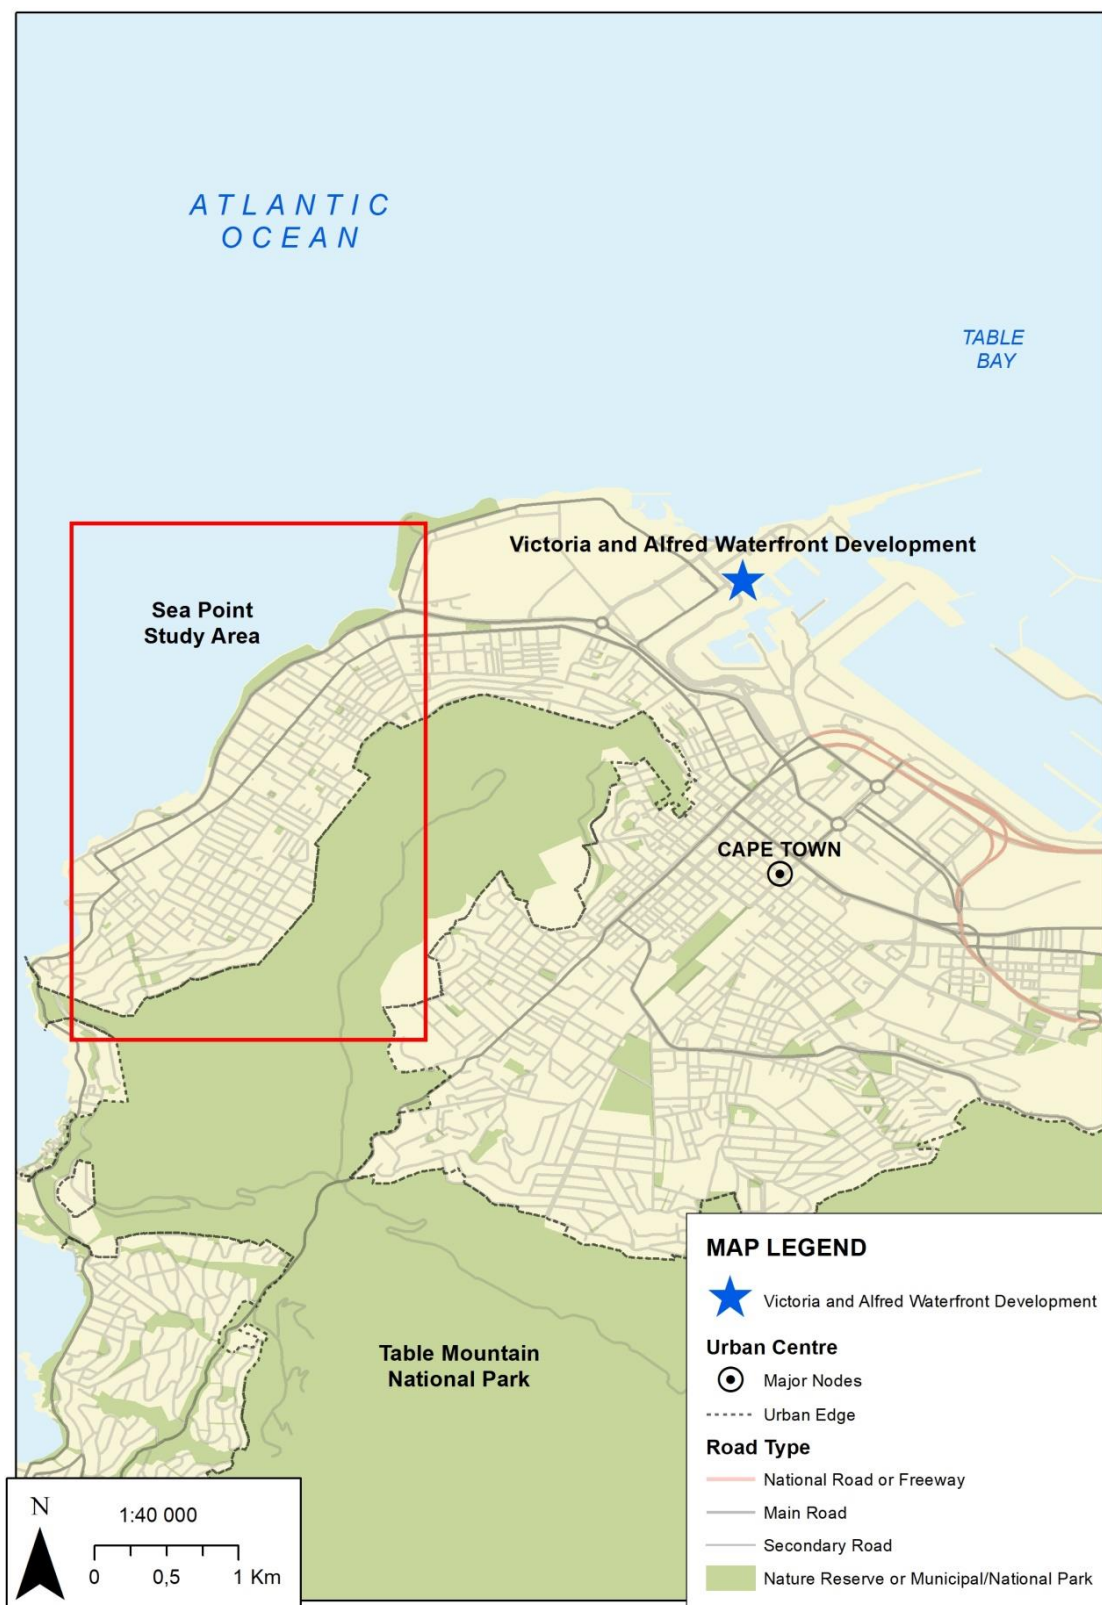 ATLANTIC
OCEAN
TABLE
BAY
Victoria and Alfred Waterfront Development
Sea Point
Study Area
CAPE TOWN
Table Mountain
National Park
MAP LEGEND
Victoria and Alfred Waterfront Development
Urban Centre
Major Nodes
Urban Edge
Road Type
National Road or Freeway
Main Road
Secondary Road
Nature Reserve or Municipal/National Park
N
1:40 000
0 0,5 1 Km